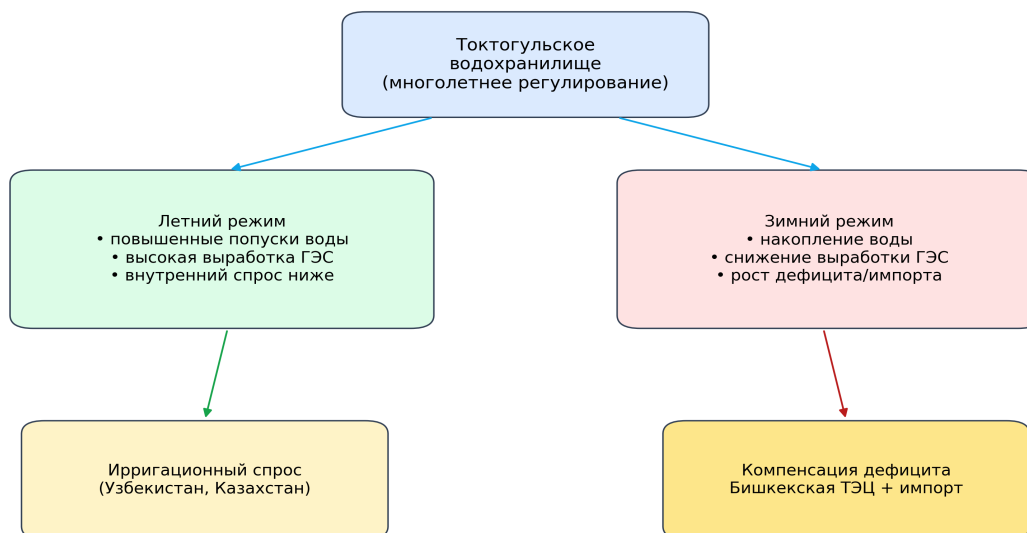 Токтогульское
водохранилище
(многолетнее регулирование)
Летний режим
• повышенные попуски воды
• высокая выработка ГЭС
• внутренний спрос ниже
Зимний режим
• накопление воды
• снижение выработки ГЭС
• рост дефицита/импорта
Ирригационный спрос
(Узбекистан, Казахстан)
Компенсация дефицита
Бишкекская ТЭЦ + импорт